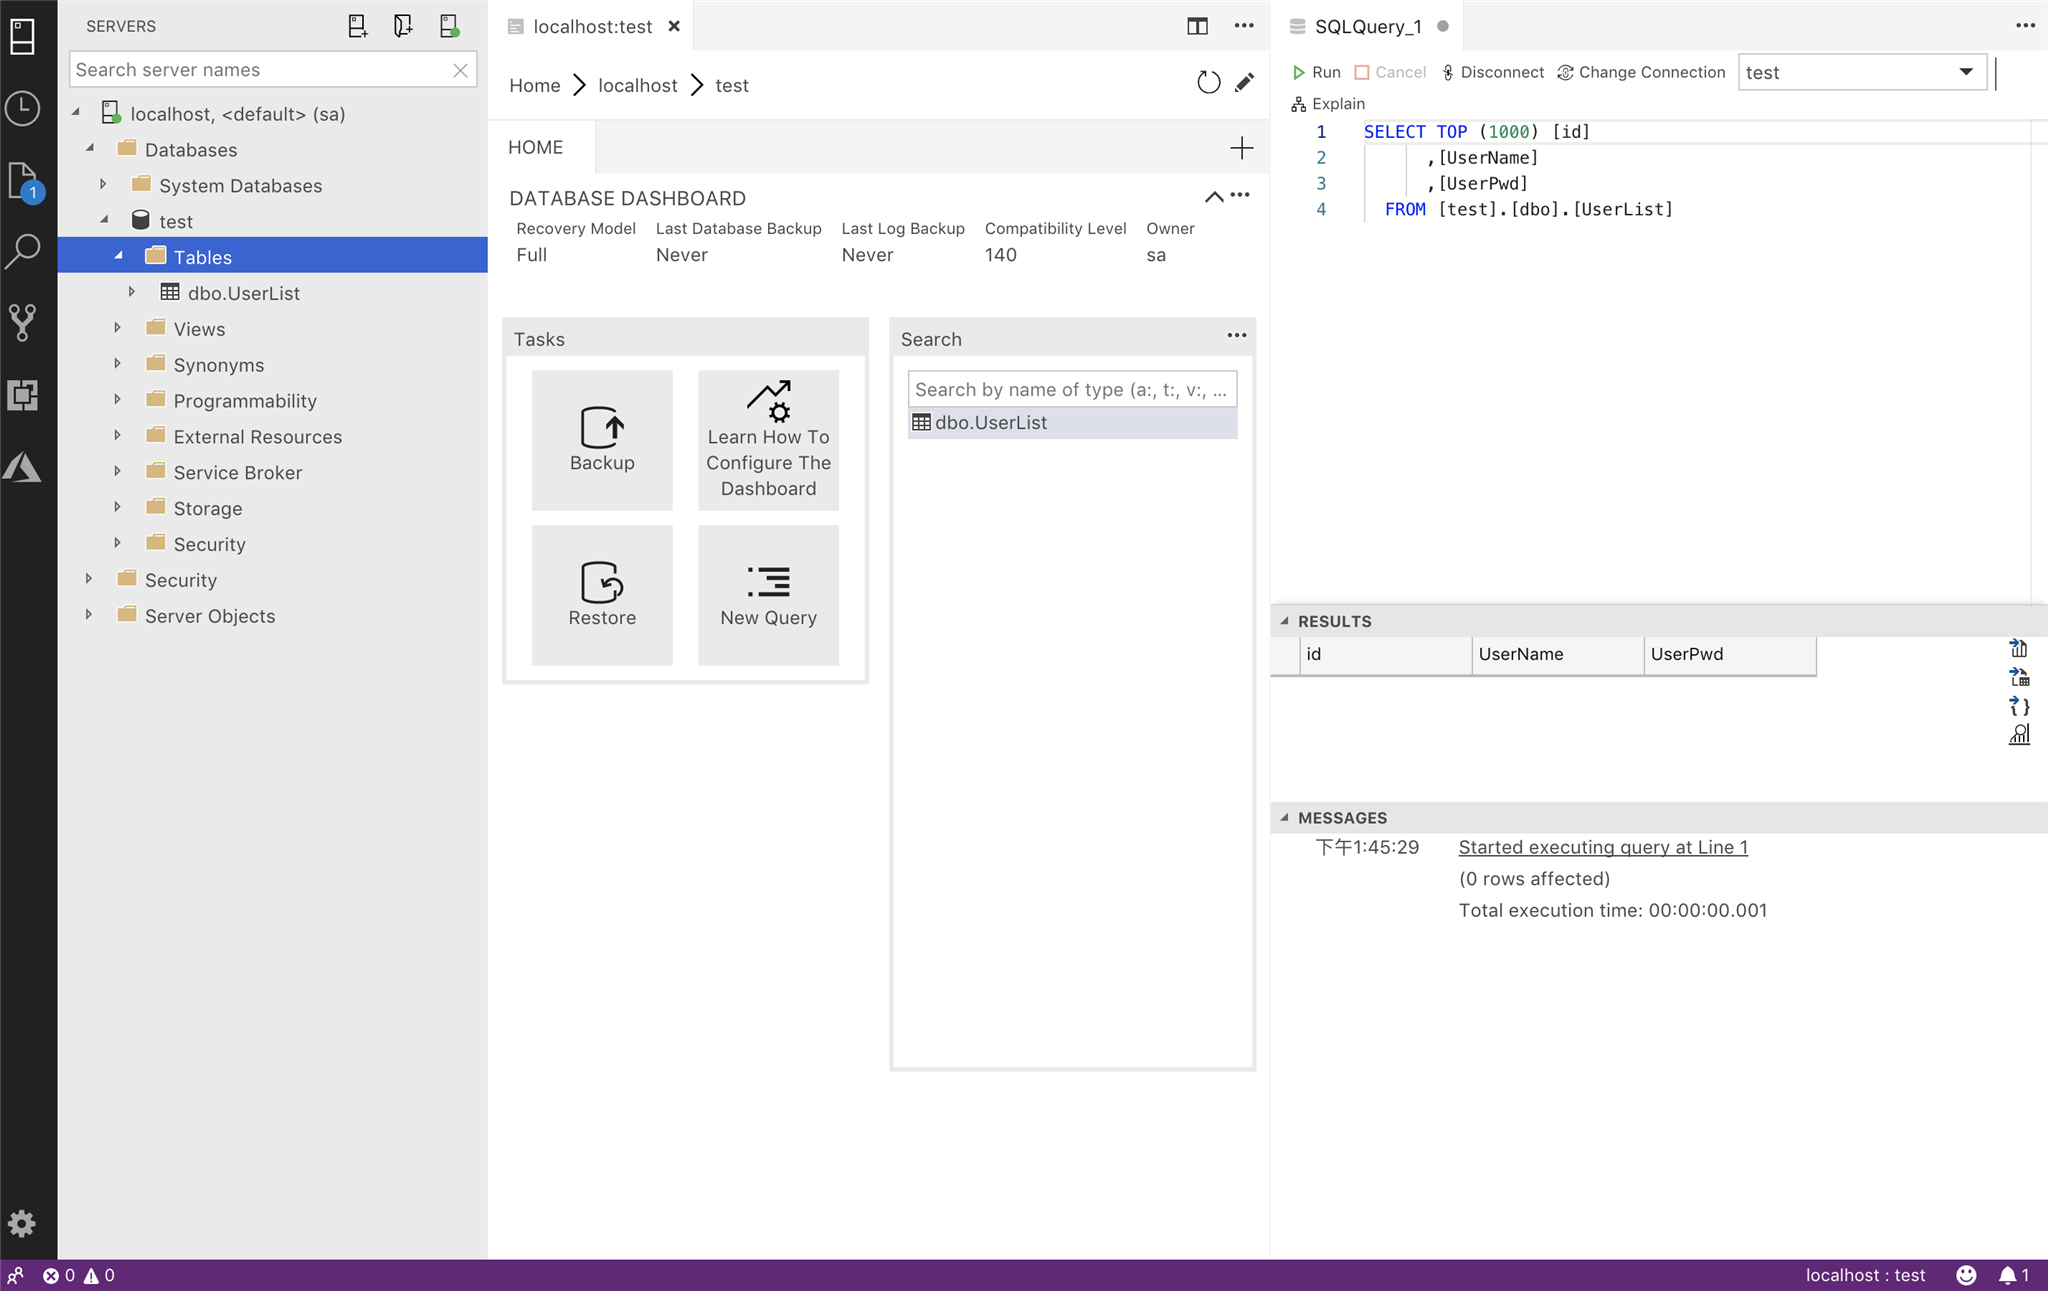 SERVERS
Search server names
localhost, <default> (sa)
Databases
System Databases
test
Tables
dbo.UserList
Views
Synonyms
Programmability
External Resources
Service Broker
Storage
Security
Security
Server Objects
1
localhost:test
Home localhost test
HOME
DATABASE DASHBOARD
Recovery Model Last Database Backup Last Log Backup Compatibility Level Owner
Full Never Never 140 sa
Tasks
Backup
Learn How To
Configure The
Dashboard
Restore
New Query
Search
Search by name of type (a:, t:, v:, ...
dbo.UserList
SQLQuery_1
Run Cancel Disconnect Change Connection test
Explain
1 SELECT TOP (1000) [id]
2 ,[UserName]
3 ,[UserPwd]
4 FROM [test].[dbo].[UserList]
RESULTS
id UserName UserPwd
MESSAGES
下午1:45:29 Started executing query at Line 1
(0 rows affected)
Total execution time: 00:00:00.001
0 0
localhost : test 1